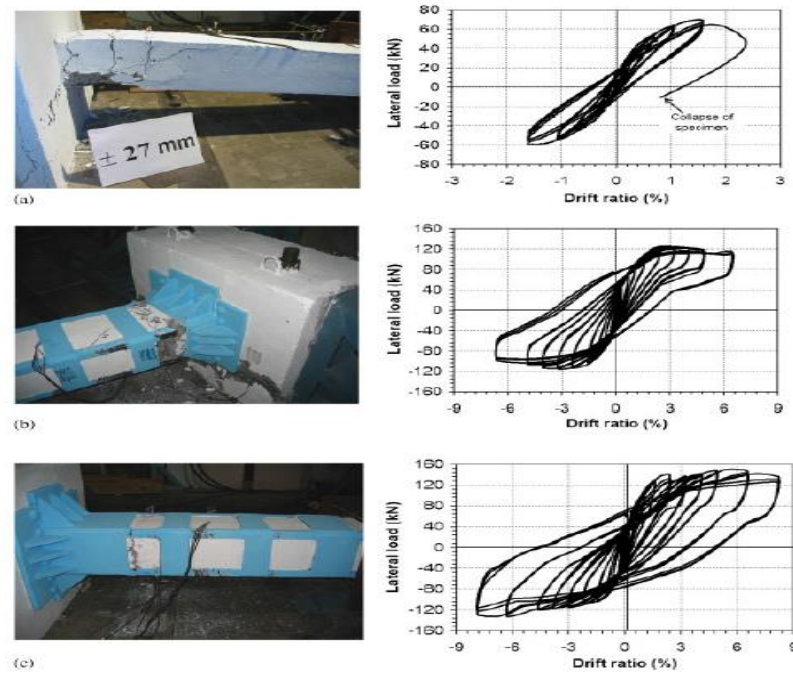 ± 27 mm
80
60
40
20
0
-20
-40
-60
-80
Lateral load (kN)
Collapse of
specimen
-3 -2 -1 0 1 2 3
Drift ratio (%)
(a)
160
120
80
40
0
-40
-80
-120
-160
Lateral load (kN)
-9 -6 -3 0 3 6 9
Drift ratio (%)
(b)
160
120
80
40
0
-40
-80
-120
-160
Lateral load (kN)
-9 -6 -3 0 3 6 9
Drift ratio (%)
(c)